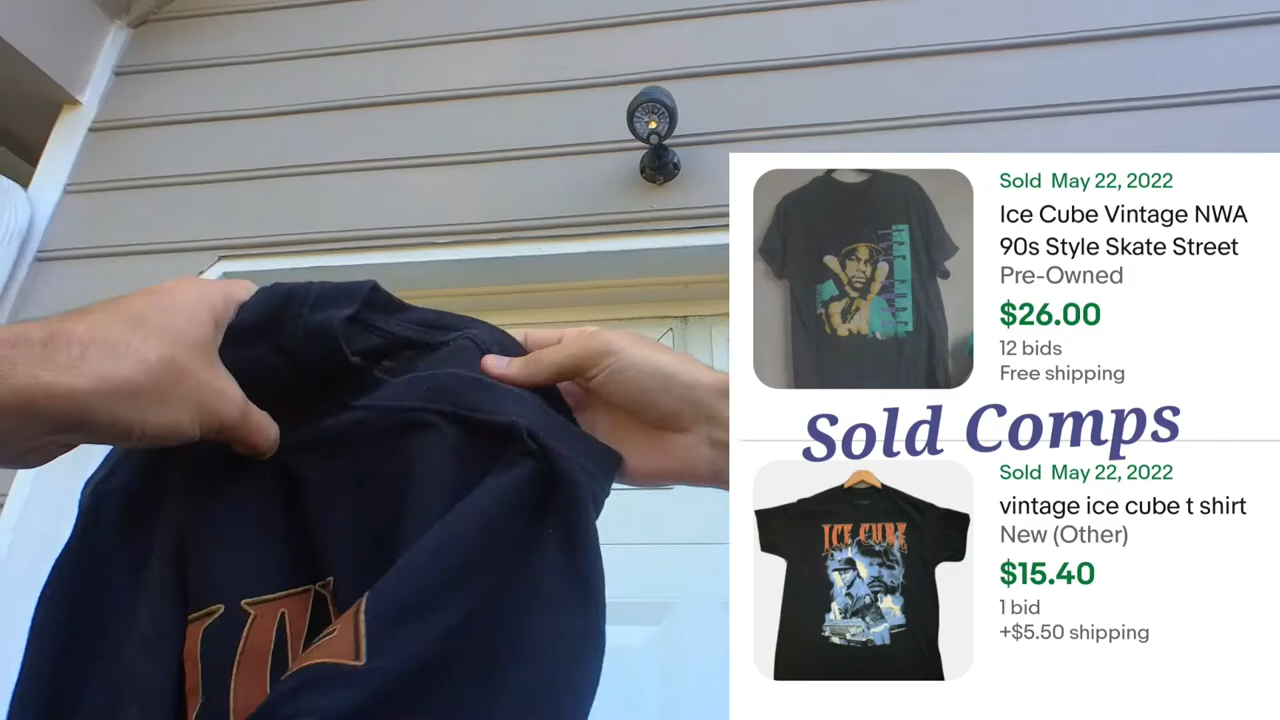 Sold May 22, 2022
Ice Cube Vintage NWA
90s Style Skate Street
Pre-Owned
$26.00
12 bids
Free shipping
Sold Comps
Sold May 22, 2022
vintage ice cube t shirt
New (Other)
$15.40
1 bid
+$5.50 shipping
ICE CUBE
IC